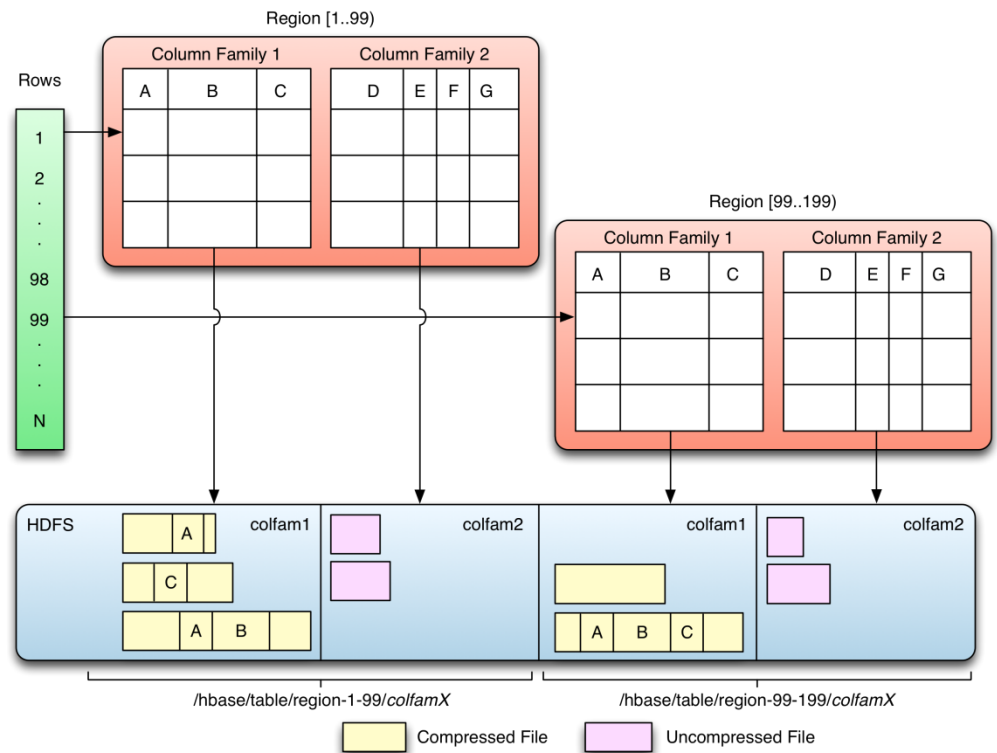 Region [1..99)
Column Family 1
Column Family 2
Rows
A B C
D E F G
1
2
.
.
.
.
98
99
.
.
.
.
N
Region [99..199)
Column Family 1
Column Family 2
A B C
D E F G
HDFS
colfam1
colfam2
colfam1
colfam2
A
C
A B
A B C
/hbase/table/region-1-99/colfamX
/hbase/table/region-99-199/colfamX
Compressed File
Uncompressed File